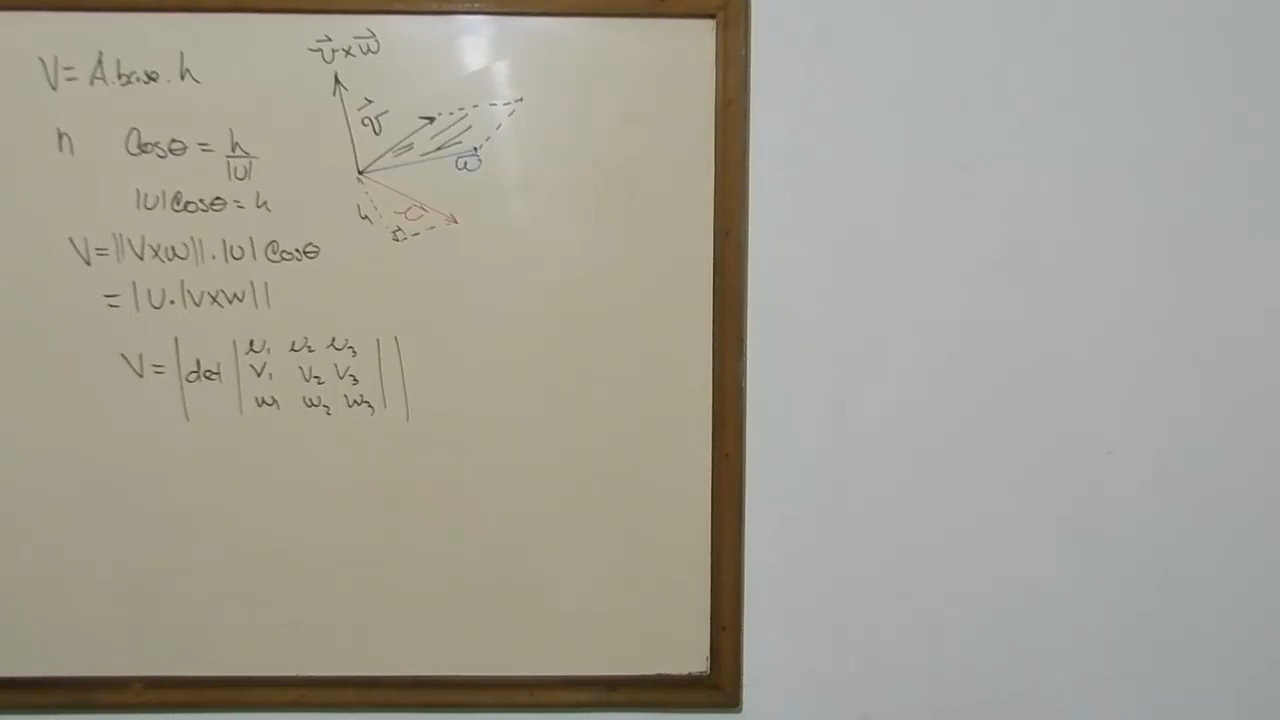 V = A.base.h
h Cosθ = h/|U|
|U|Cosθ = h
V = ||V×W||.|U| Cosθ
= |U.|V×W||
V = |det |u₁ u₂ u₃
v₁ v₂ v₃
w₁ w₂ w₃| |
v⃗×w⃗
v⃗
w⃗
h
u⃗